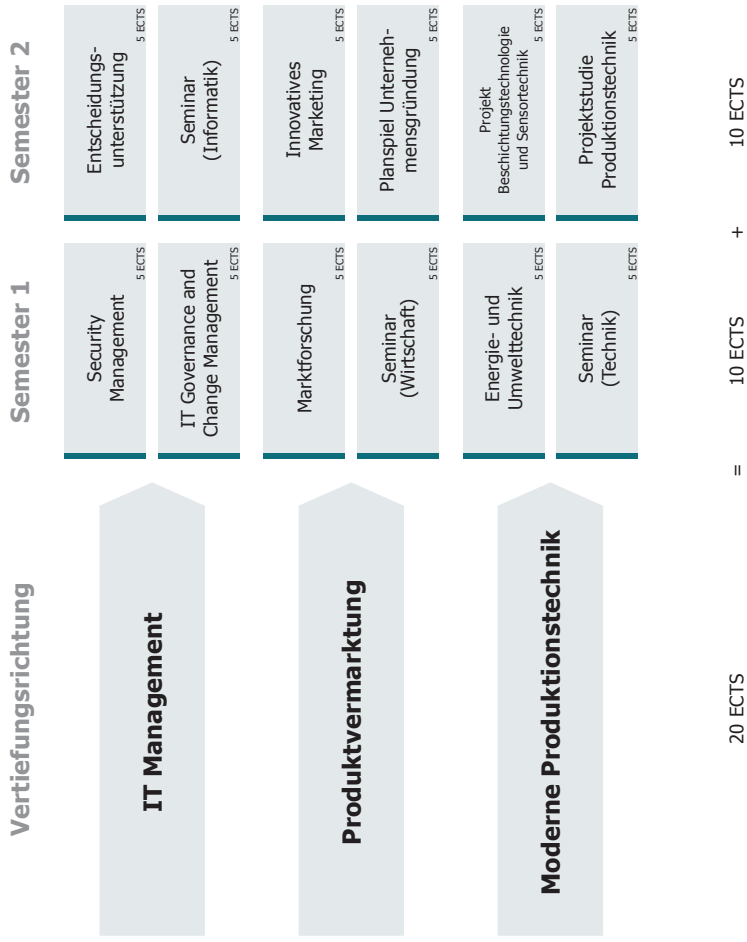 Vertiefungsrichtung
Semester 1
Semester 2
IT Management
Security
Management
5 ECTS
Entscheidungs-
unterstützung
5 ECTS
IT Governance and
Change Management
5 ECTS
Seminar
(Informatik)
5 ECTS
Produktvermarktung
Marktforschung
5 ECTS
Innovatives
Marketing
5 ECTS
Seminar
(Wirtschaft)
5 ECTS
Planspiel Unterneh-
mensgründung
5 ECTS
Moderne Produktionstechnik
Energie- und
Umwelttechnik
5 ECTS
Projekt
Beschichtungstechnologie
und Sensortechnik
5 ECTS
Seminar
(Technik)
5 ECTS
Projektstudie
Produktionstechnik
5 ECTS
20 ECTS = 10 ECTS + 10 ECTS